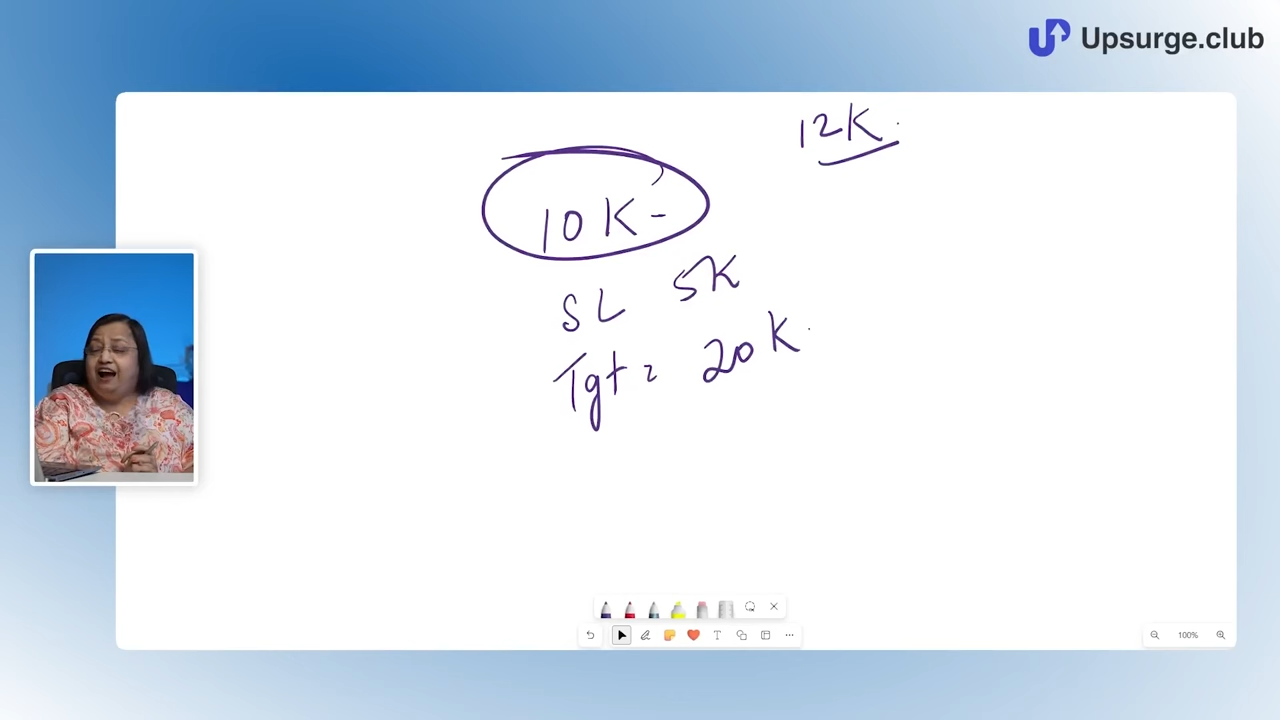 Upsurge.club
12K.
10K-
SL 5K
Tgt = 20K.
100%